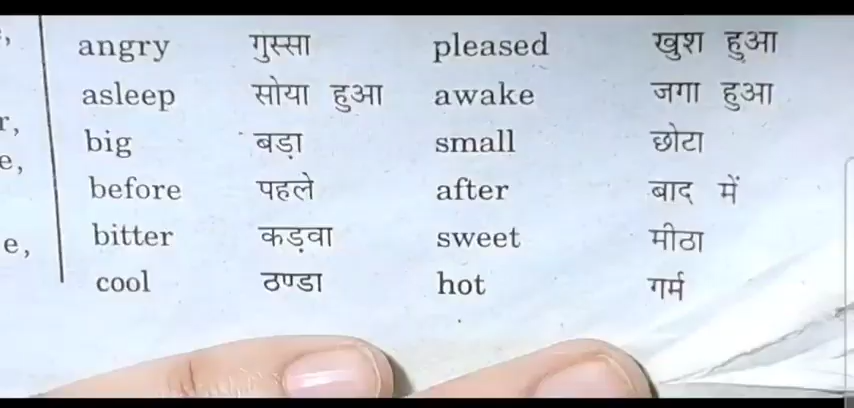 angry गुस्सा pleased खुश हुआ
asleep सोया हुआ awake जगा हुआ
big बड़ा small छोटा
before पहले after बाद में
bitter कड़वा sweet मीठा
cool ठण्डा hot गर्म